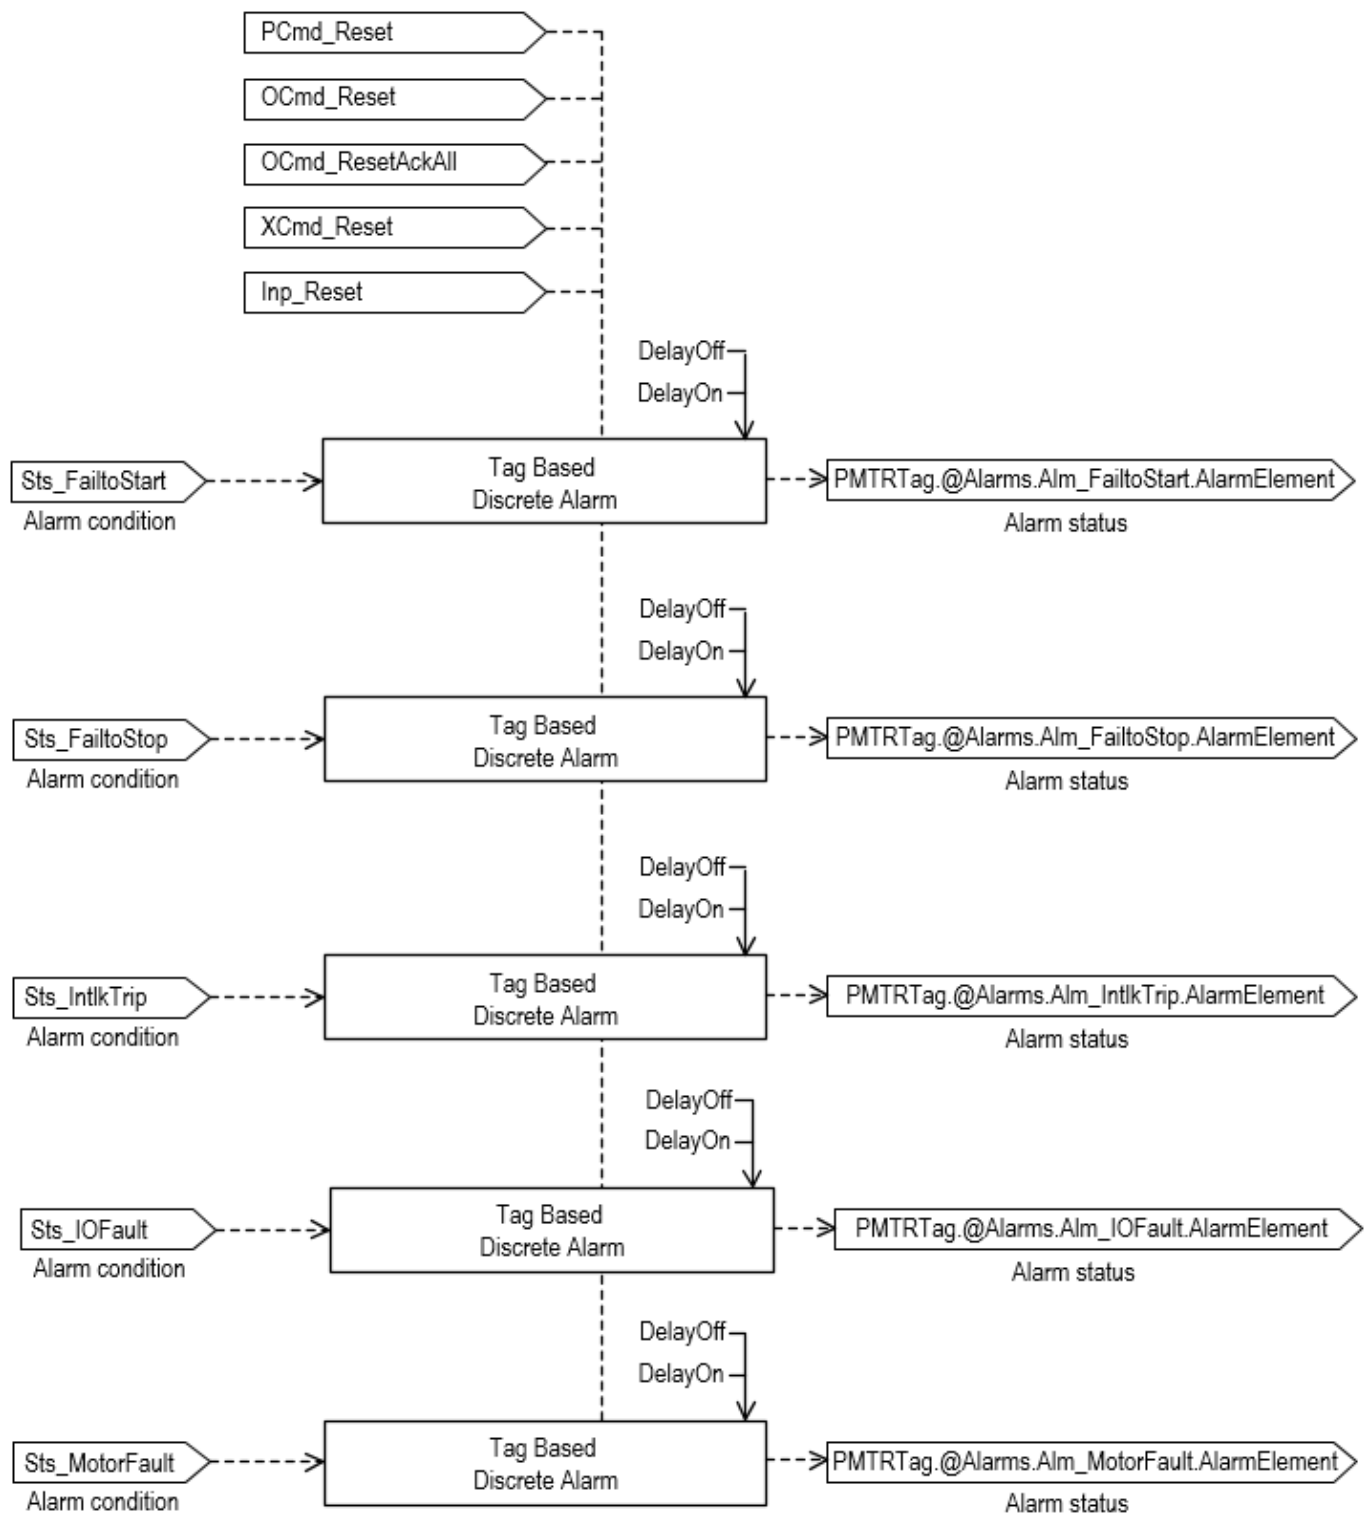 PCmd_Reset
OCmd_Reset
OCmd_ResetAckAll
XCmd_Reset
Inp_Reset
DelayOff
DelayOn
Sts_FailtoStart
Alarm condition
Tag Based
Discrete Alarm
PMTRTag.@Alarms.Alm_FailtoStart.AlarmElement
Alarm status
DelayOff
DelayOn
Sts_FailtoStop
Alarm condition
Tag Based
Discrete Alarm
PMTRTag.@Alarms.Alm_FailtoStop.AlarmElement
Alarm status
DelayOff
DelayOn
Sts_IntlkTrip
Alarm condition
Tag Based
Discrete Alarm
PMTRTag.@Alarms.Alm_IntlkTrip.AlarmElement
Alarm status
DelayOff
DelayOn
Sts_IOFault
Alarm condition
Tag Based
Discrete Alarm
PMTRTag.@Alarms.Alm_IOFault.AlarmElement
Alarm status
DelayOff
DelayOn
Sts_MotorFault
Alarm condition
Tag Based
Discrete Alarm
PMTRTag.@Alarms.Alm_MotorFault.AlarmElement
Alarm status